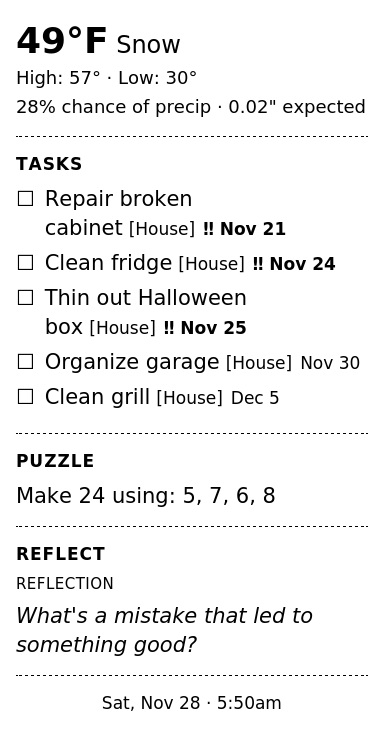 49°F Snow
High: 57° · Low: 30°
28% chance of precip · 0.02" expected
TASKS
☐ Repair broken
cabinet [House] ‼ Nov 21
☐ Clean fridge [House] ‼ Nov 24
☐ Thin out Halloween
box [House] ‼ Nov 25
☐ Organize garage [House] Nov 30
☐ Clean grill [House] Dec 5
PUZZLE
Make 24 using: 5, 7, 6, 8
REFLECT
REFLECTION
What's a mistake that led to
something good?
Sat, Nov 28 · 5:50am